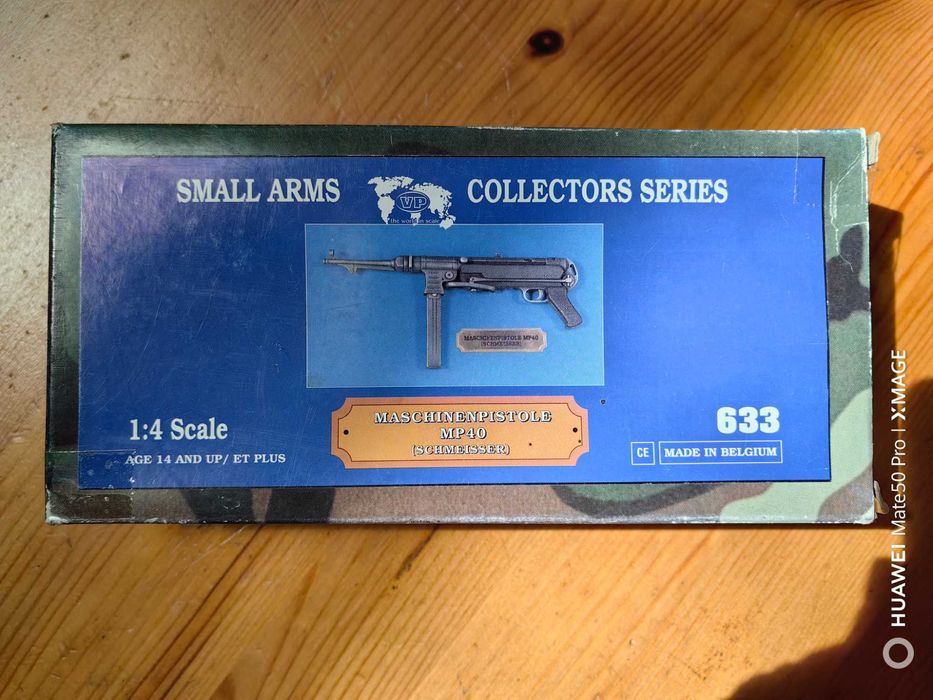 SMALL ARMS VP COLLECTORS SERIES
the world in scale
MASCHINENPISTOLE MP40
(SCHMEISSER)
1:4 Scale
AGE 14 AND UP/ ET PLUS
MASCHINENPISTOLE
MP40
(SCHMEISSER)
633
CE MADE IN BELGIUM
HUAWEI Mate50 Pro | XMAGE